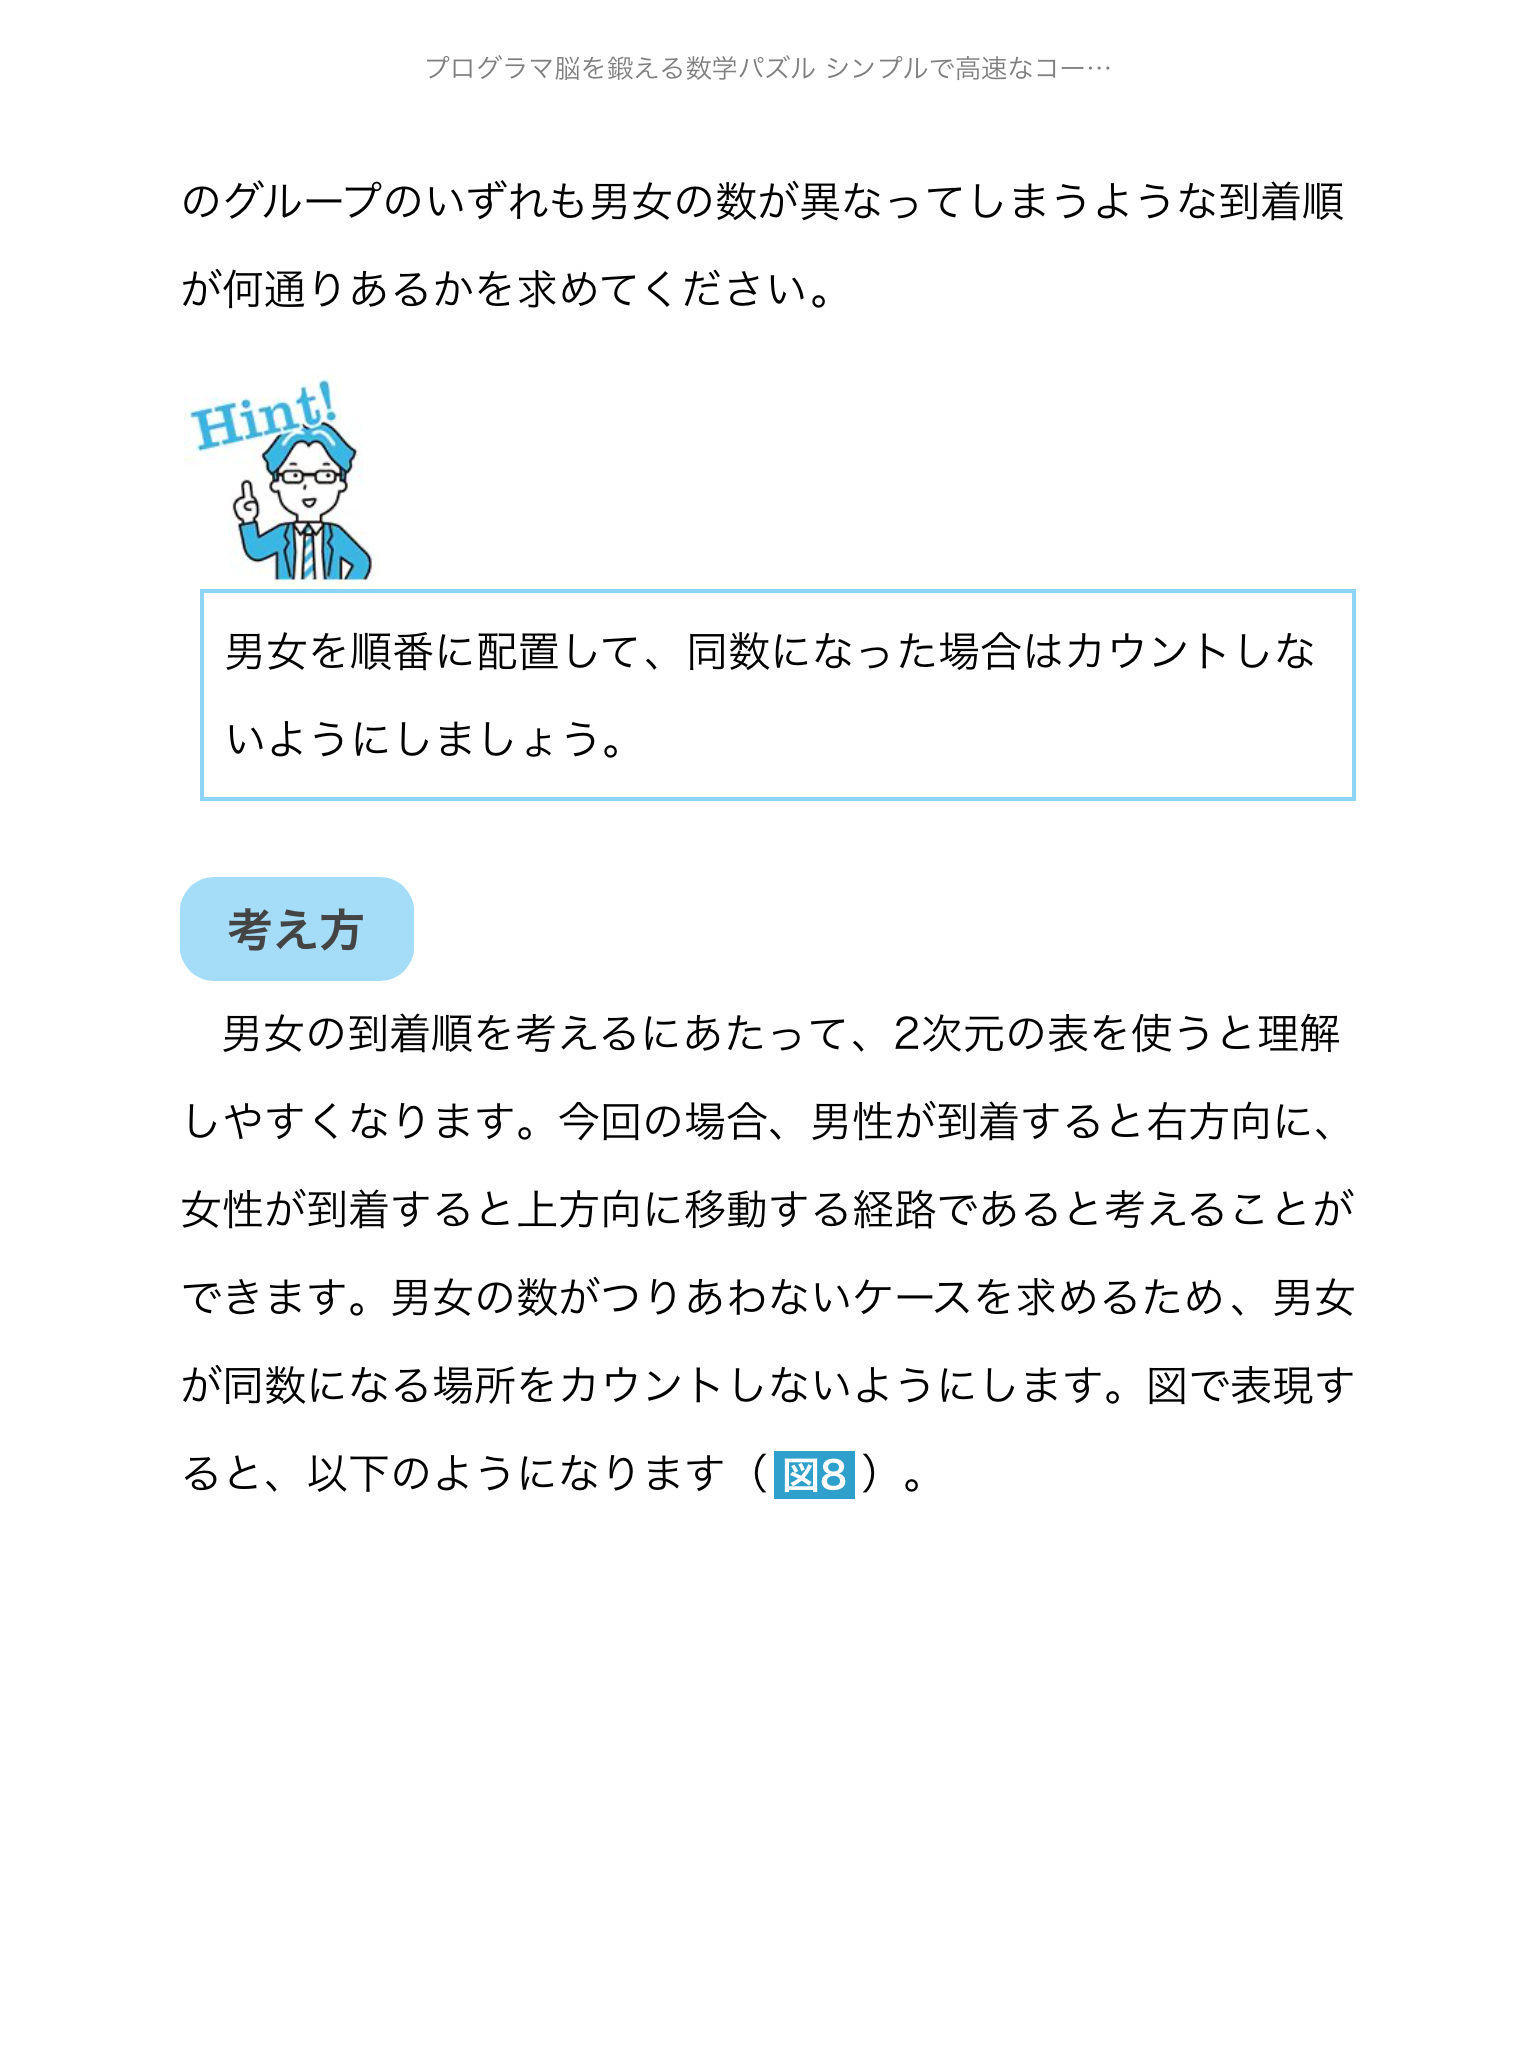 プログラマ脳を鍛える数学パズル シンプルで高速なコー…
のグループのいずれも男女の数が異なってしまうような到着順
が何通りあるかを求めてください。
Hint!
男女を順番に配置して、同数になった場合はカウントしな
いようにしましょう。
考え方
　男女の到着順を考えるにあたって、2次元の表を使うと理解
しやすくなります。今回の場合、男性が到着すると右方向に、
女性が到着すると上方向に移動する経路であると考えることが
できます。男女の数がつりあわないケースを求めるため、男女
が同数になる場所をカウントしないようにします。図で表現す
ると、以下のようになります（図8）。